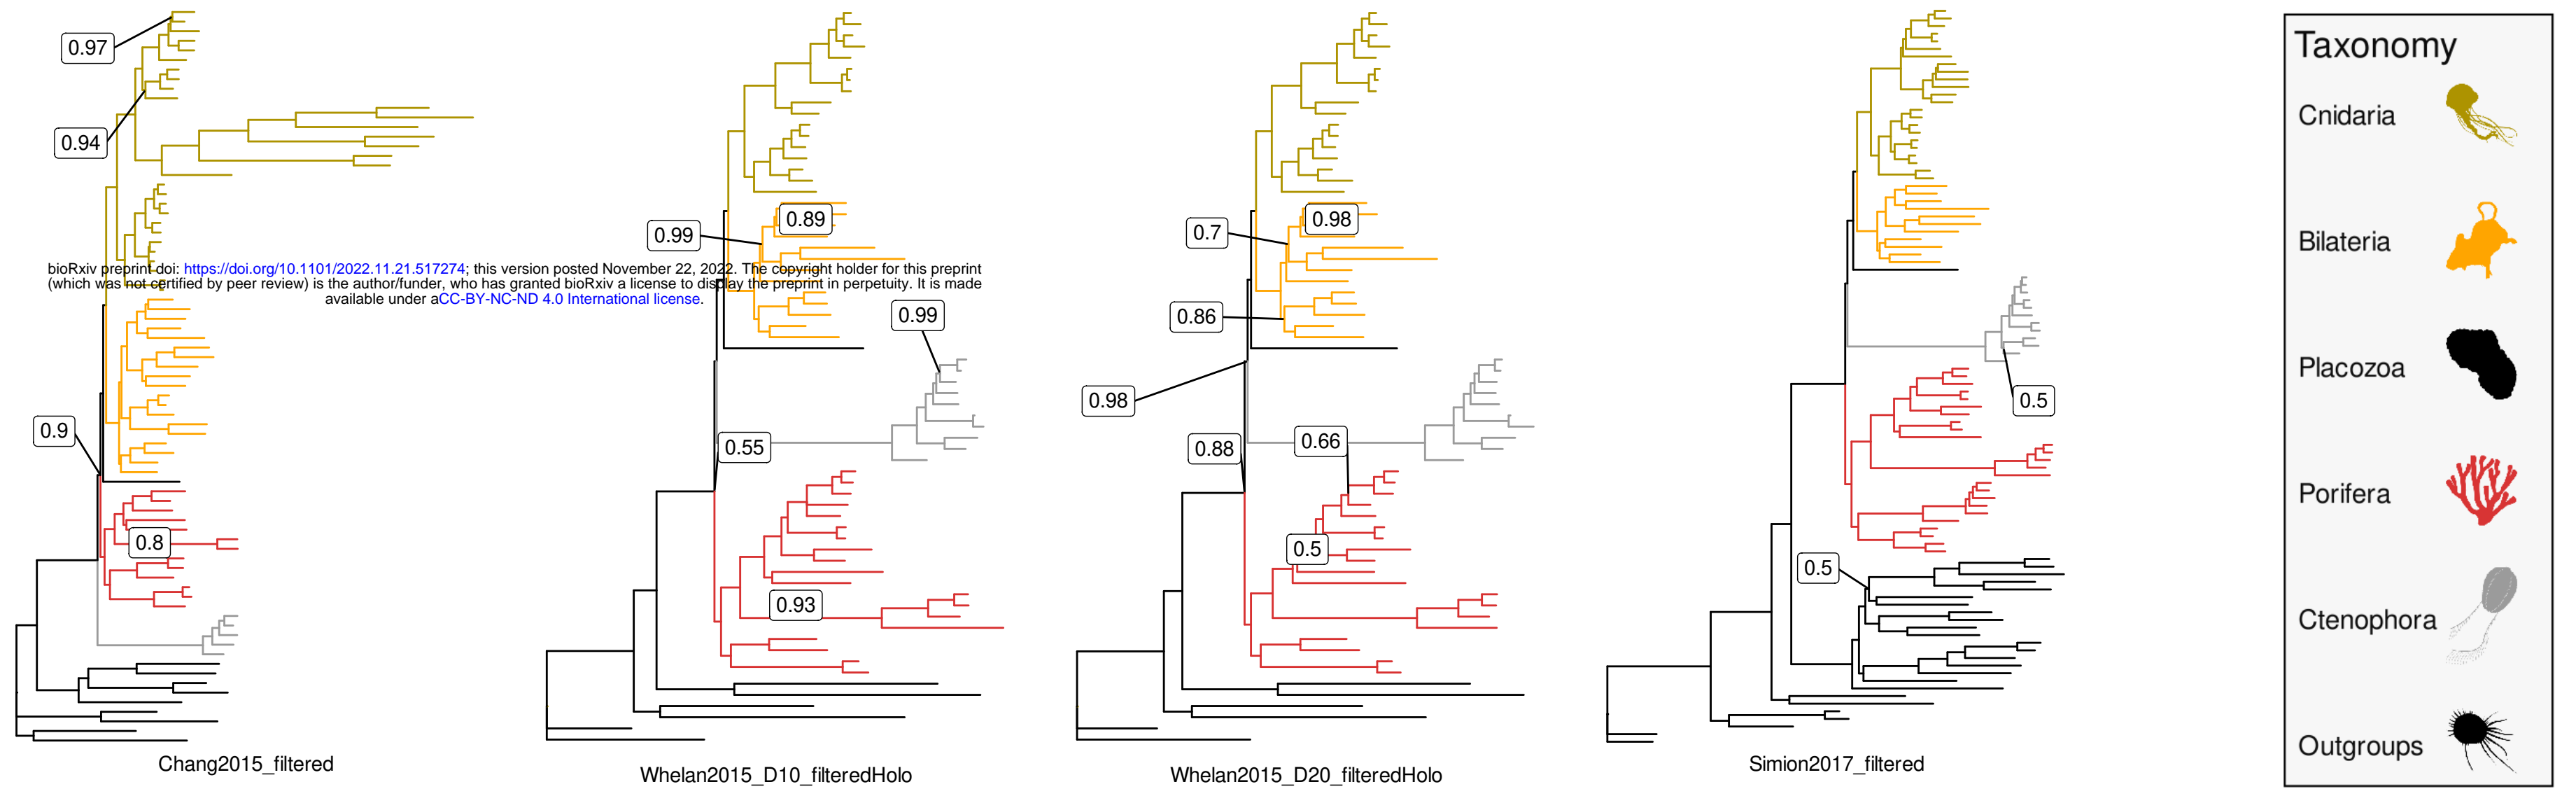 0.97
0.94
0.9
0.8
Chang2015_filtered
0.99
0.89
0.99
0.55
0.93
Whelan2015_D10_filteredHolo
0.7
0.98
0.86
0.98
0.88
0.66
0.5
Whelan2015_D20_filteredHolo
0.5
0.5
Simion2017_filtered
bioRxiv preprint doi: https://doi.org/10.1101/2022.11.21.517274; this version posted November 22, 2022. The copyright holder for this preprint
(which was not certified by peer review) is the author/funder, who has granted bioRxiv a license to display the preprint in perpetuity. It is made
available under aCC-BY-NC-ND 4.0 International license.
Taxonomy
Cnidaria
Bilateria
Placozoa
Porifera
Ctenophora
Outgroups